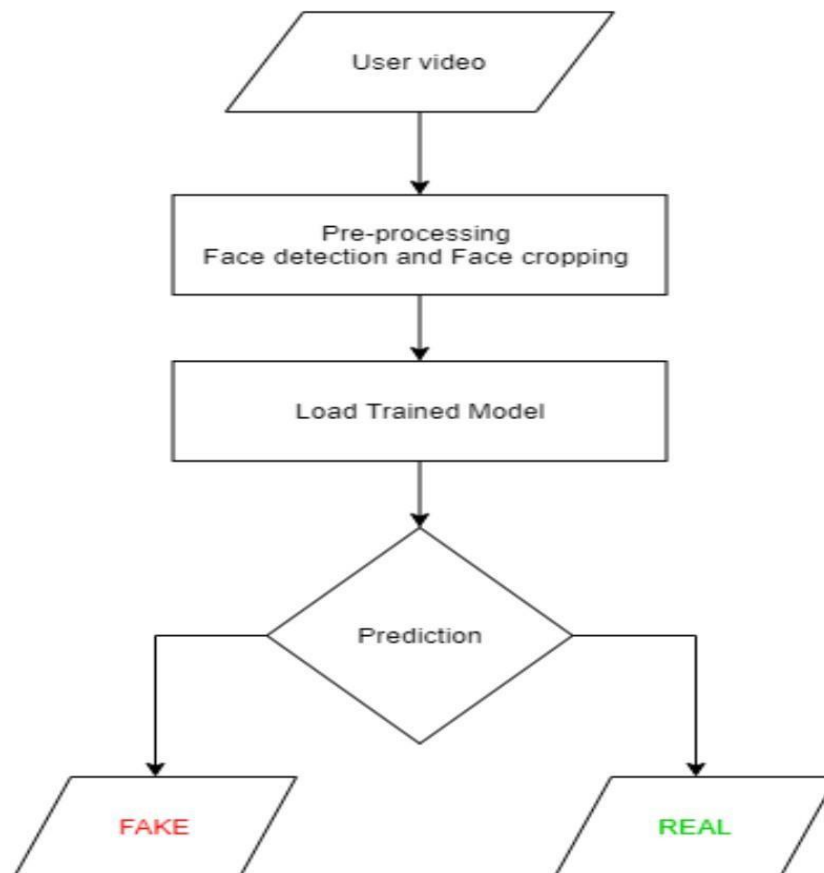 User video
Pre-processing
Face detection and Face cropping
Load Trained Model
Prediction
FAKE
REAL